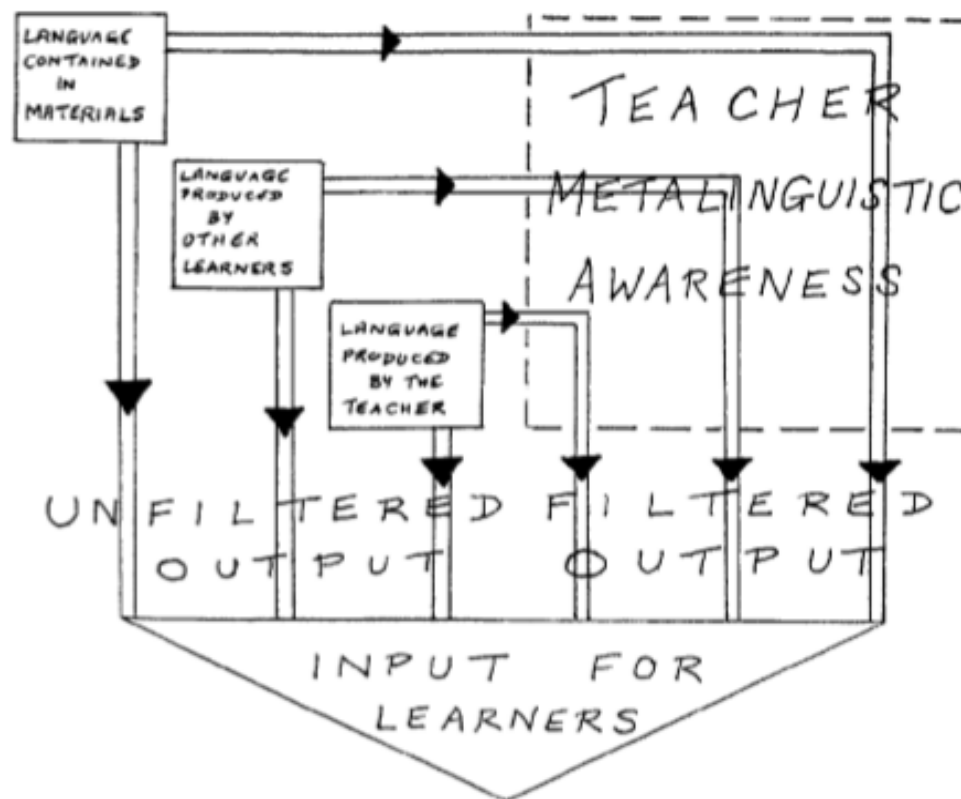 LANGUAGE
CONTAINED
IN
MATERIALS
TEACHER
METALINGUISTIC
AWARENESS
LANGUAGE
PRODUCED
BY
OTHER
LEARNERS
LANGUAGE
PRODUCED
BY THE
TEACHER
UNFILTERED
OUTPUT
FILTERED
OUTPUT
INPUT FOR
LEARNERS